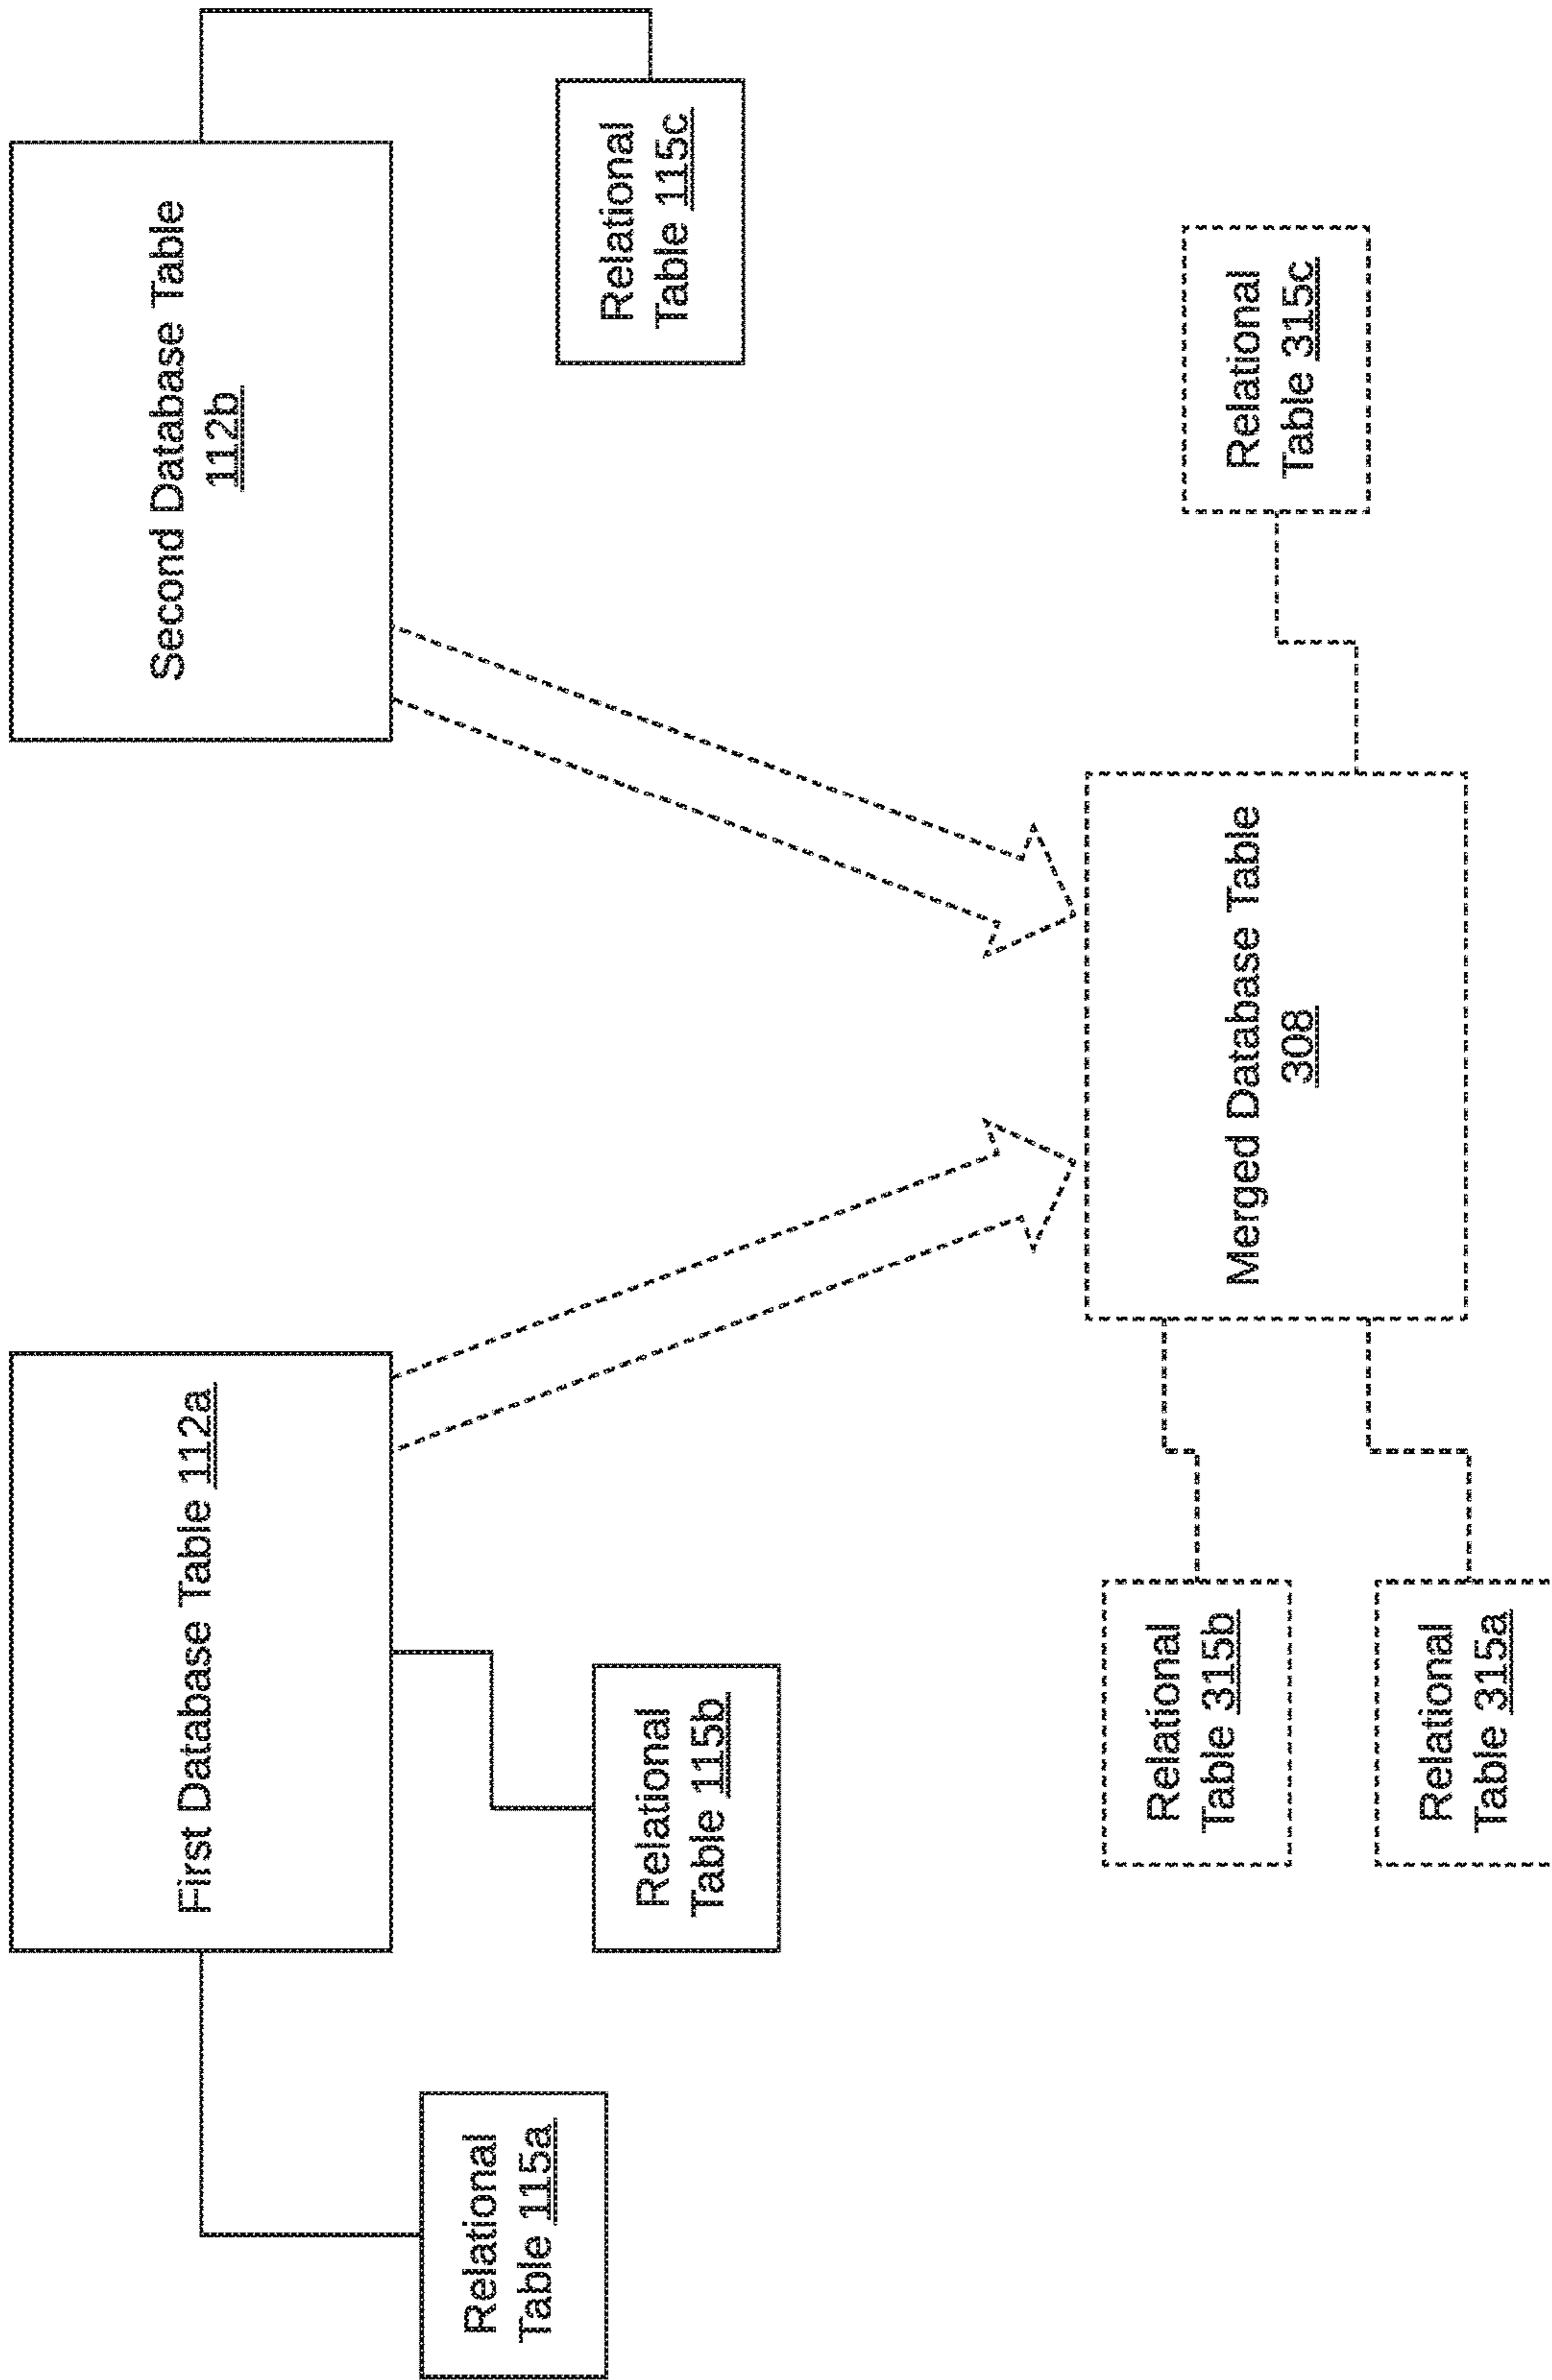 First Database Table 112a
Second Database Table
112b
Relational
Table 115a
Relational
Table 115b
Relational
Table 115c
Merged Database Table
308
Relational
Table 315b
Relational
Table 315a
Relational
Table 315c